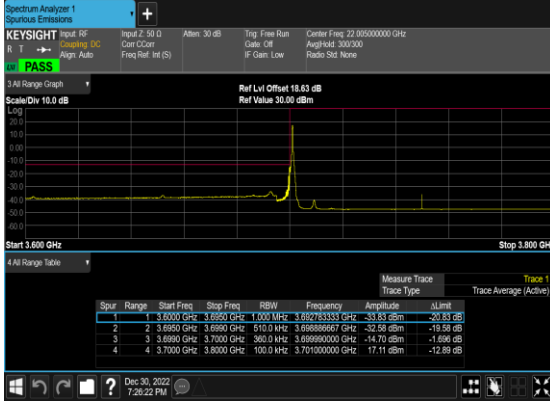 Spectrum Analyzer 1
Spurious Emissions
+
KEYSIGHT Input: RF Input Z: 50 Ω Atten: 30 dB Trig: Free Run Center Freq: 22.005000000 GHz
R T Coupling: DC Corr CCorr Gate: Off Avg|Hold: 300/300
Align: Auto Freq Ref: Int (S) IF Gain: Low Radio Std: None
PASS
3 All Range Graph
Ref Lvl Offset 18.63 dB
Scale/Div 10.0 dB Ref Value 30.00 dBm
Log
20.0
10.0
0.00
-10.0
-20.0
-30.0
-40.0
-50.0
-60.0
Start 3.600 GHz Stop 3.800 GH
4 All Range Table
Measure Trace Trace 1
Trace Type Trace Average (Active)
Spur Range Start Freq Stop Freq RBW Frequency Amplitude ΔLimit
1 1 3.6000 GHz 3.6950 GHz 1.000 MHz 3.692783333 GHz -33.83 dBm -20.83 dB
2 2 3.6950 GHz 3.6990 GHz 510.0 kHz 3.698886667 GHz -32.58 dBm -19.58 dB
3 3 3.6990 GHz 3.7000 GHz 360.0 kHz 3.699990000 GHz -14.70 dBm -1.696 dB
4 4 3.7000 GHz 3.8000 GHz 100.0 kHz 3.701000000 GHz 17.11 dBm -12.89 dB
? Dec 30, 2022
7:26:22 PM